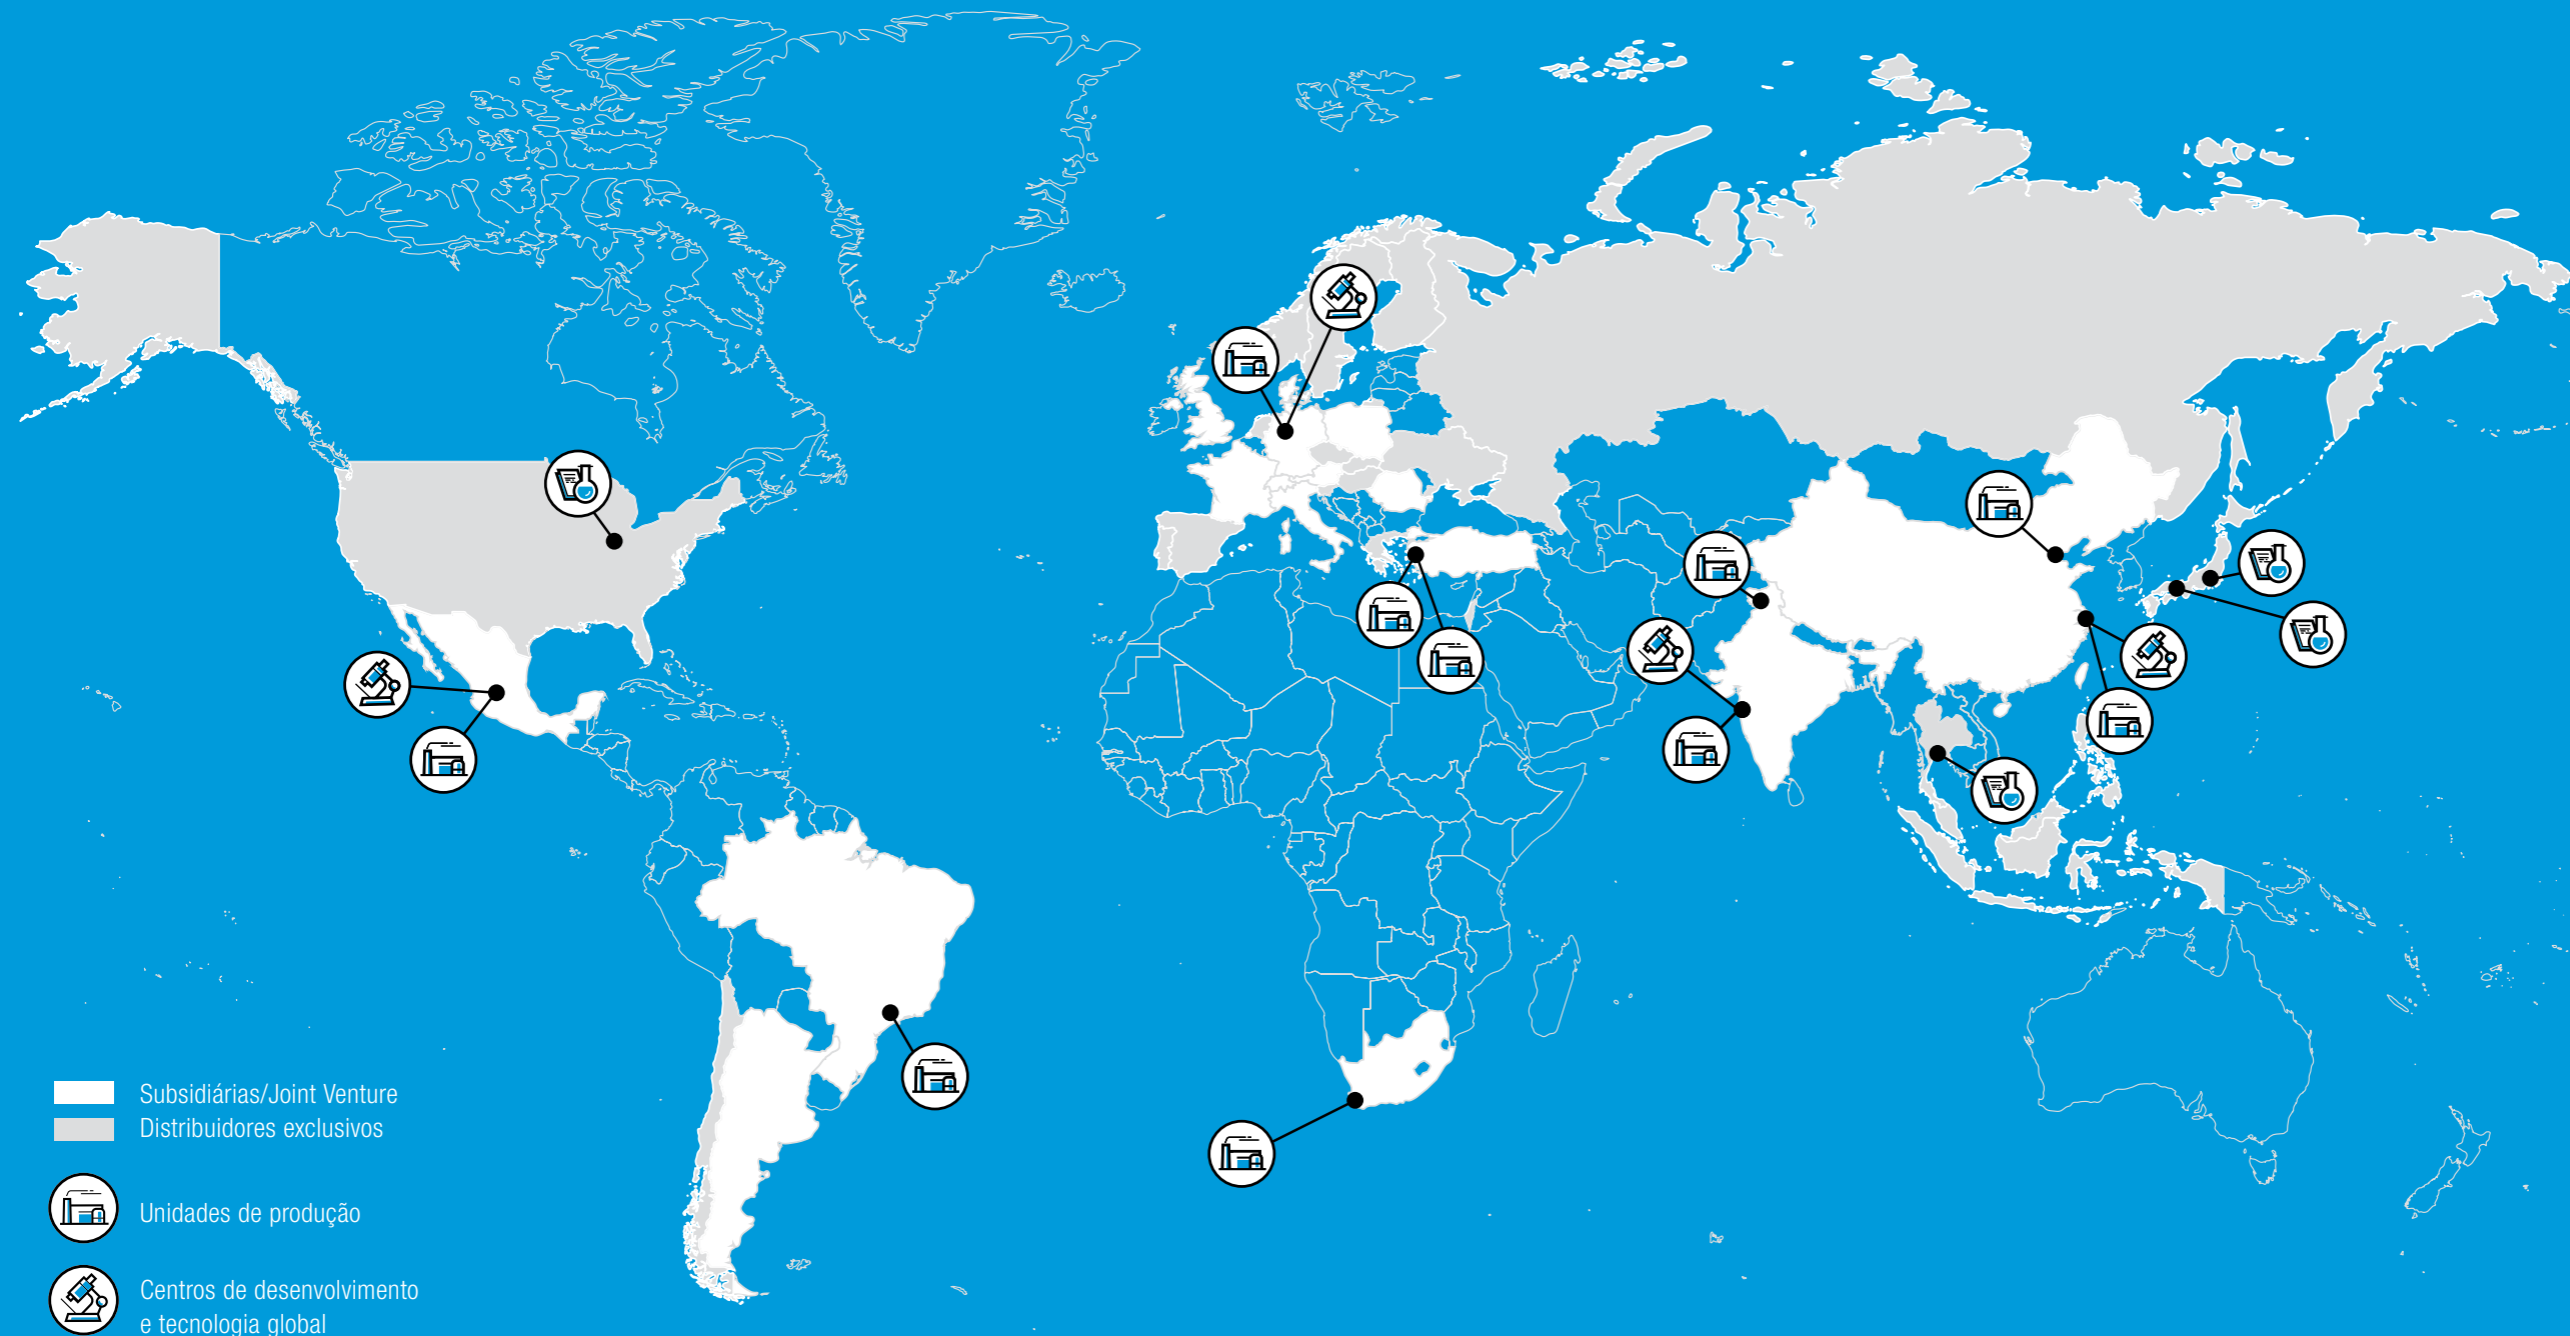 Subsidiárias/Joint Venture
Distribuidores exclusivos
Unidades de produção
Centros de desenvolvimento
e tecnologia global